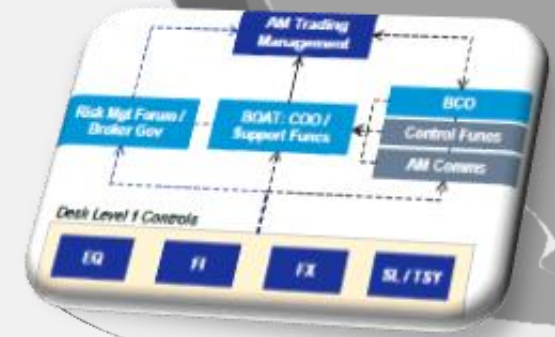 AM Trading
Management
Risk Mgt Forum /
Broker Gov
BOAT: COO /
Support Funcs
BCO
Control Funcs
AM Comms
Desk Level 1 Controls
EQ
FI
FX
SL / TSY